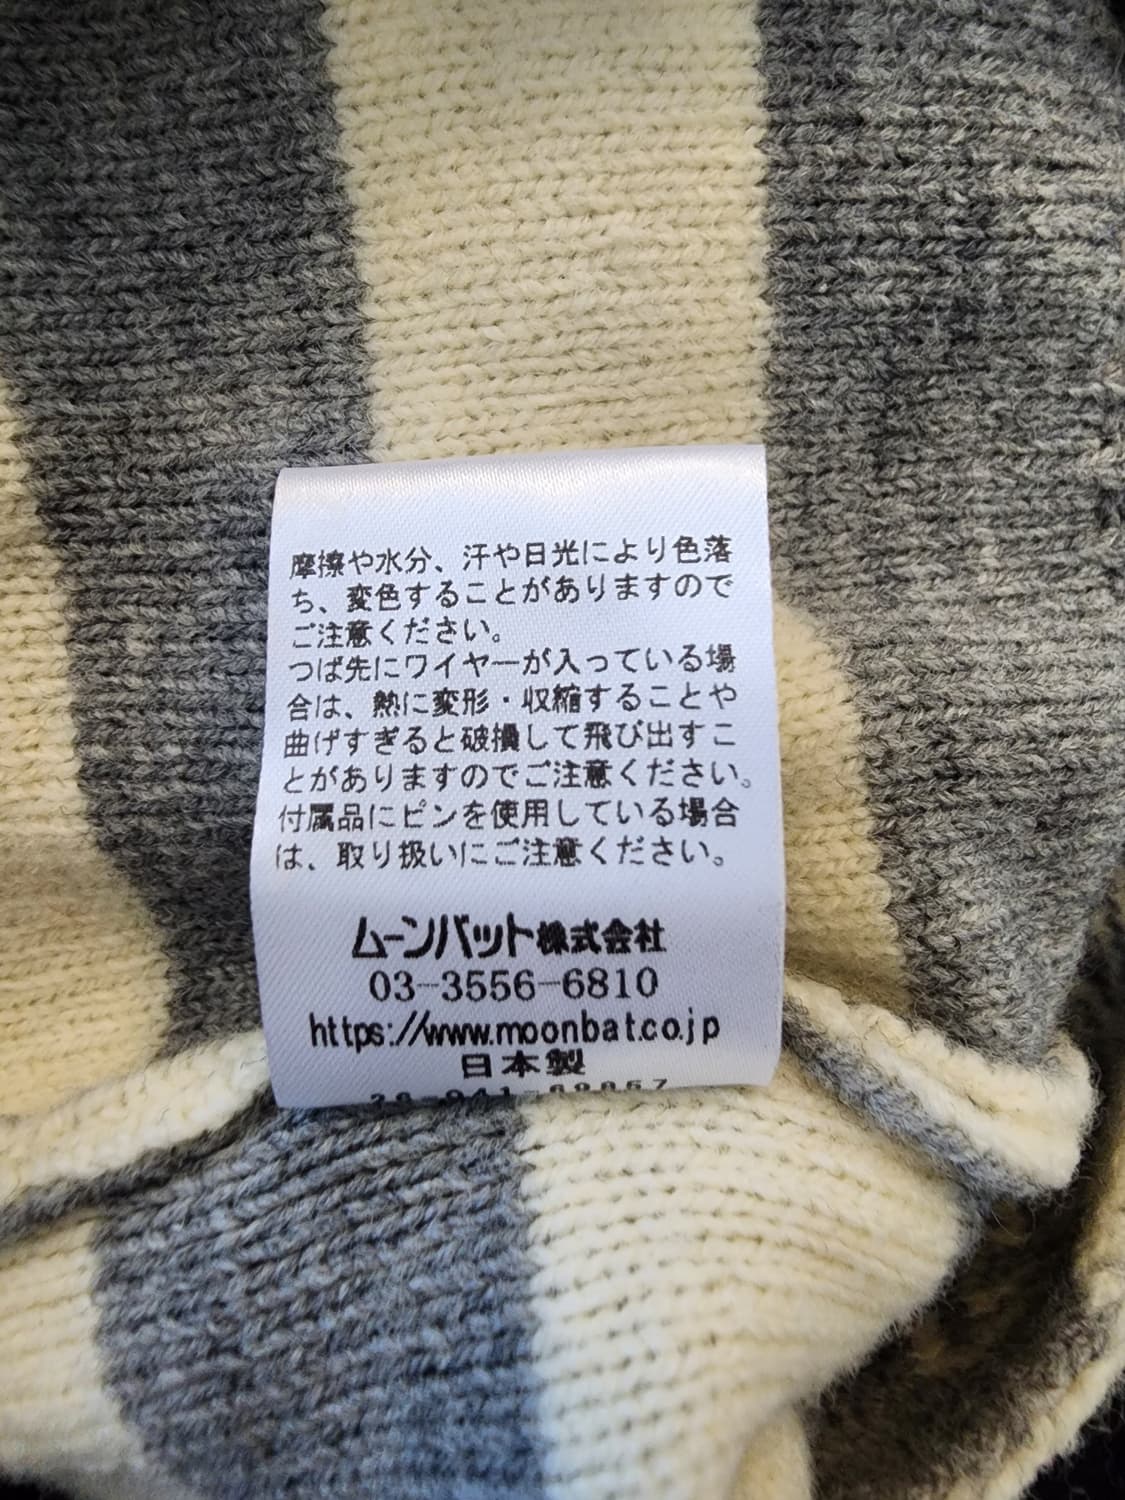 摩擦や水分、汗や日光により色落
ち、変色することがありますので
ご注意ください。
つば先にワイヤーが入っている場
合は、熱に変形・収縮することや
曲げすぎると破損して飛び出すこ
とがありますのでご注意ください。
付属品にピンを使用している場合
は、取り扱いにご注意ください。
ムーンバット株式会社
03-3556-6810
https://www.moonbat.co.jp
日本製